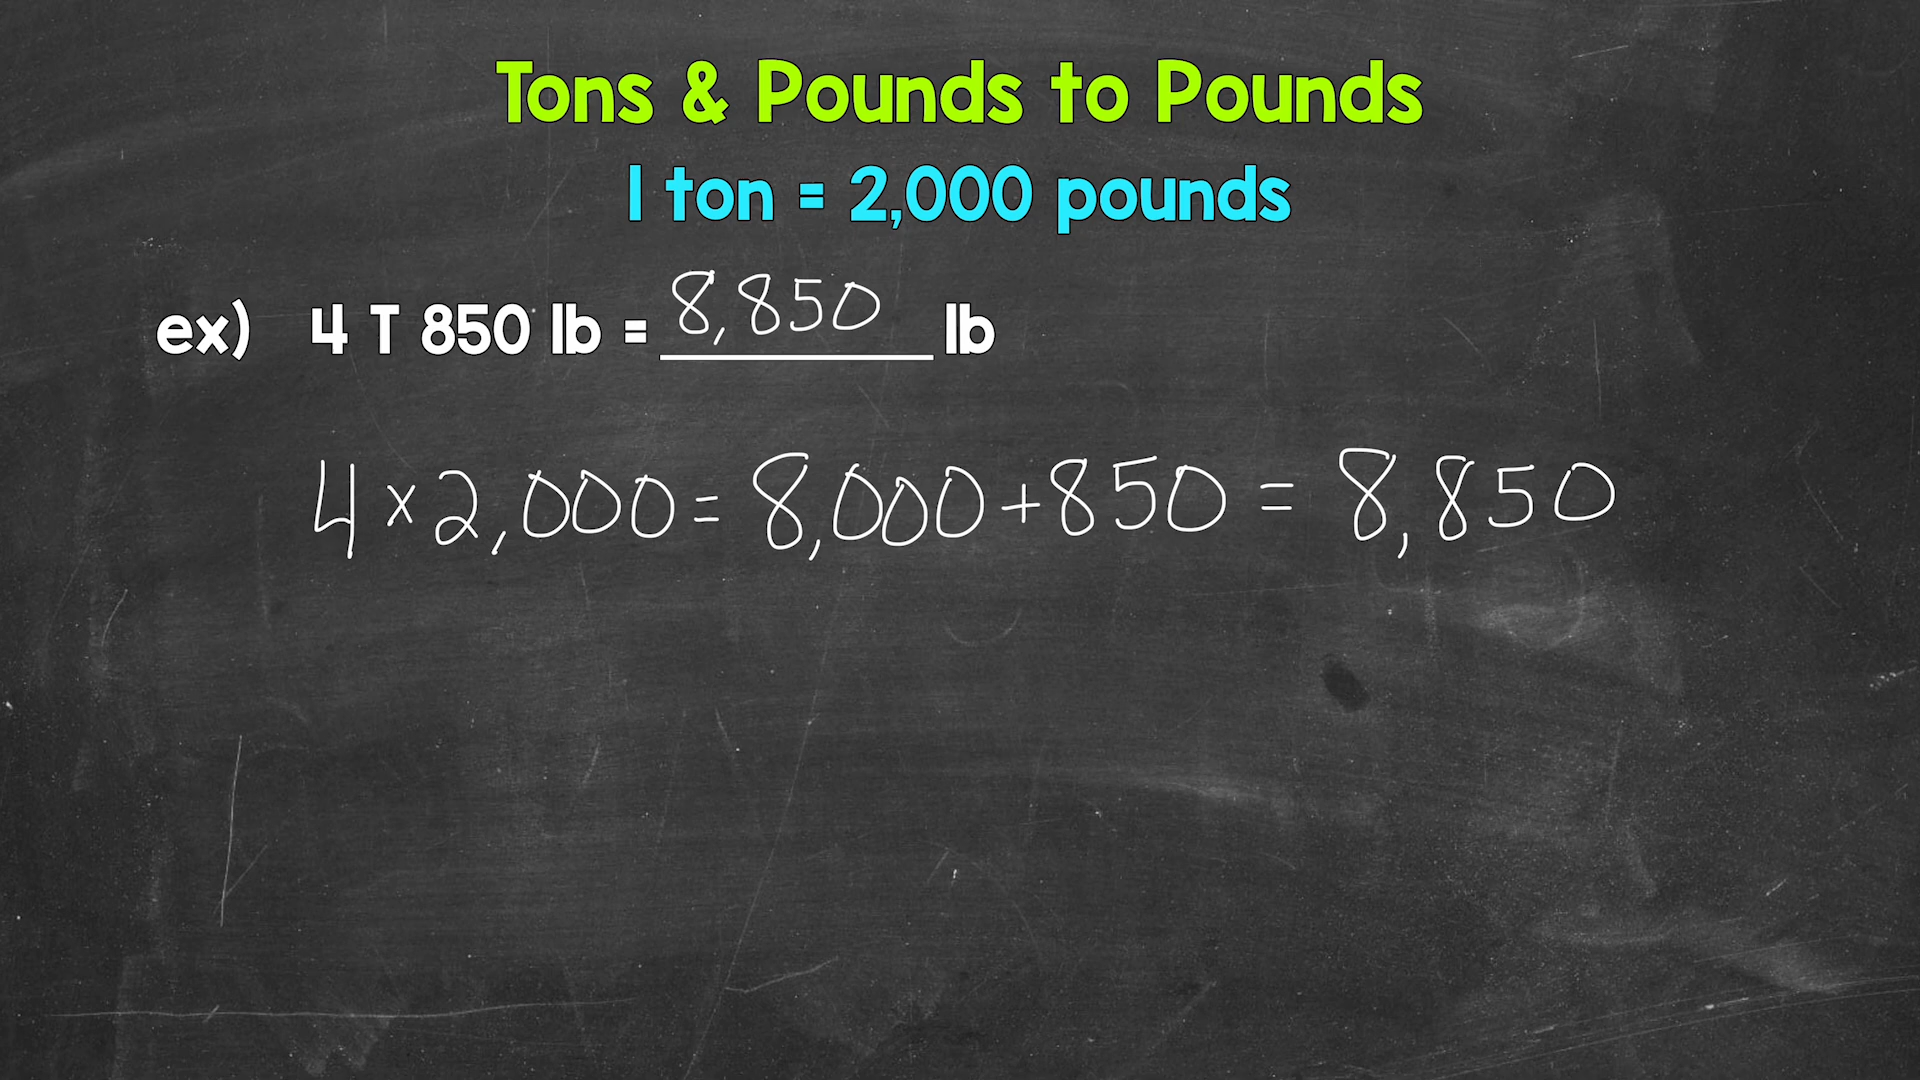 Tons & Pounds to Pounds
1 ton = 2,000 pounds
ex) 4 T 850 lb = 8,850 lb
4 × 2,000 = 8,000 + 850 = 8,850